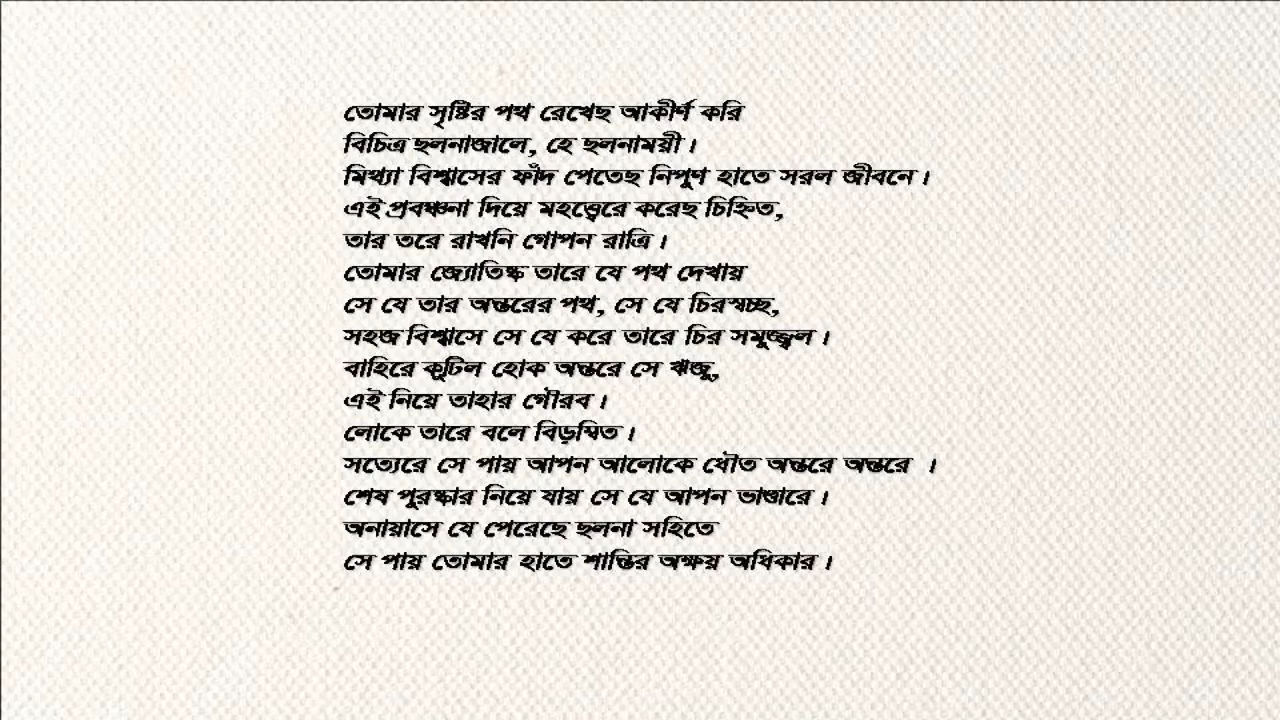 তোমার সৃষ্টির পথ রেখেছ আকীর্ণ করি
বিচিত্র ছলনাজালে, হে ছলনাময়ী।
মিথ্যা বিশ্বাসের ফাঁদ পেতেছ নিপুণ হাতে সরল জীবনে।
এই প্রবঞ্চনা দিয়ে মহত্ত্বেরে করেছ চিহ্নিত,
তার তরে রাখনি গোপন রাত্রি।
তোমার জ্যোতিষ্ক তারে যে পথ দেখায়
সে যে তার অন্তরের পথ, সে যে চিরস্বচ্ছ,
সহজ বিশ্বাসে সে যে করে তারে চির সমুজ্জ্বল।
বাহিরে কূটিল হোক অন্তরে সে ঋজু,
এই নিয়ে তাহার গৌরব।
লোকে তারে বলে বিড়ম্বিত।
সত্যেরে সে পায় আপন আলোকে ধৌত অন্তরে অন্তরে ।
শেষ পুরষ্কার নিয়ে যায় সে যে আপন ভাণ্ডারে।
অনায়াসে যে পেরেছে ছলনা সহিতে
সে পায় তোমার হাতে শান্তির অক্ষয় অধিকার।